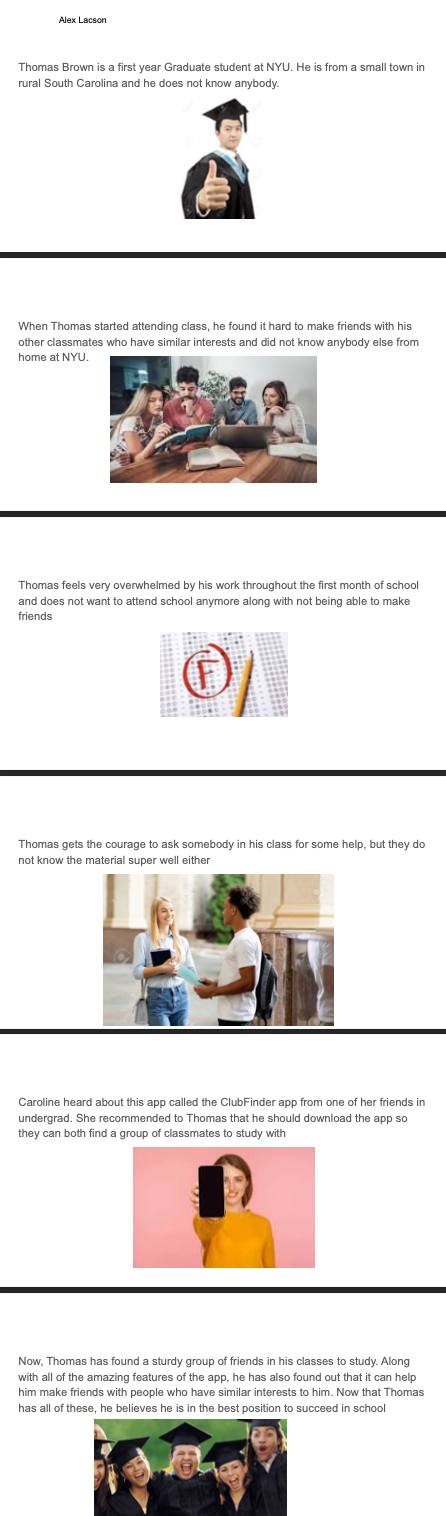 Alex Lacson
Thomas Brown is a first year Graduate student at NYU. He is from a small town in
rural South Carolina and he does not know anybody.
When Thomas started attending class, he found it hard to make friends with his
other classmates who have similar interests and did not know anybody else from
home at NYU.
Thomas feels very overwhelmed by his work throughout the first month of school
and does not want to attend school anymore along with not being able to make
friends
F
Thomas gets the courage to ask somebody in his class for some help, but they do
not know the material super well either
Caroline heard about this app called the ClubFinder app from one of her friends in
undergrad. She recommended to Thomas that he should download the app so
they can both find a group of classmates to study with
Now, Thomas has found a sturdy group of friends in his classes to study. Along
with all of the amazing features of the app, he has also found out that it can help
him make friends with people who have similar interests to him. Now that Thomas
has all of these, he believes he is in the best position to succeed in school